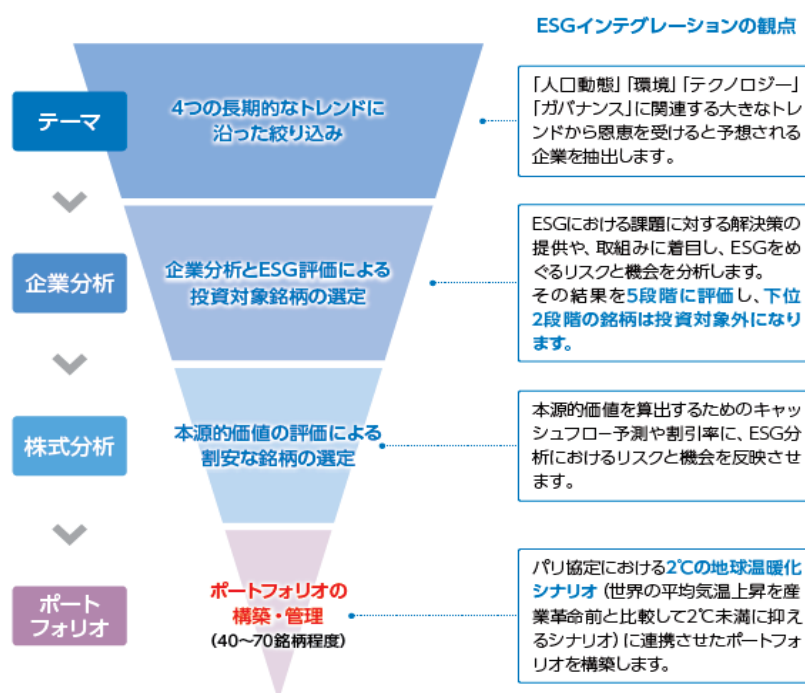 ESGインテグレーションの観点
テーマ
4つの長期的なトレンドに
沿った絞り込み
「人口動態」「環境」「テクノロジー」
「ガバナンス」に関連する大きなトレ
ンドから恩恵を受けると予想される
企業を抽出します。
企業分析
企業分析とESG評価による
投資対象銘柄の選定
ESGにおける課題に対する解決策の
提供や、取組みに着目し、ESGをめ
ぐるリスクと機会を分析します。
その結果を5段階に評価し、下位
2段階の銘柄は投資対象外になり
ます。
株式分析
本源的価値の評価による
割安な銘柄の選定
本源的価値を算出するためのキャッ
シュフロー予測や割引率に、ESG分
析におけるリスクと機会を反映させ
ます。
ポート
フォリオ
ポートフォリオの
構築・管理
(40～70銘柄程度)
パリ協定における2℃の地球温暖化
シナリオ(世界の平均気温上昇を産
業革命前と比較して2℃未満に抑え
るシナリオ)に連携させたポートフォ
リオを構築します。